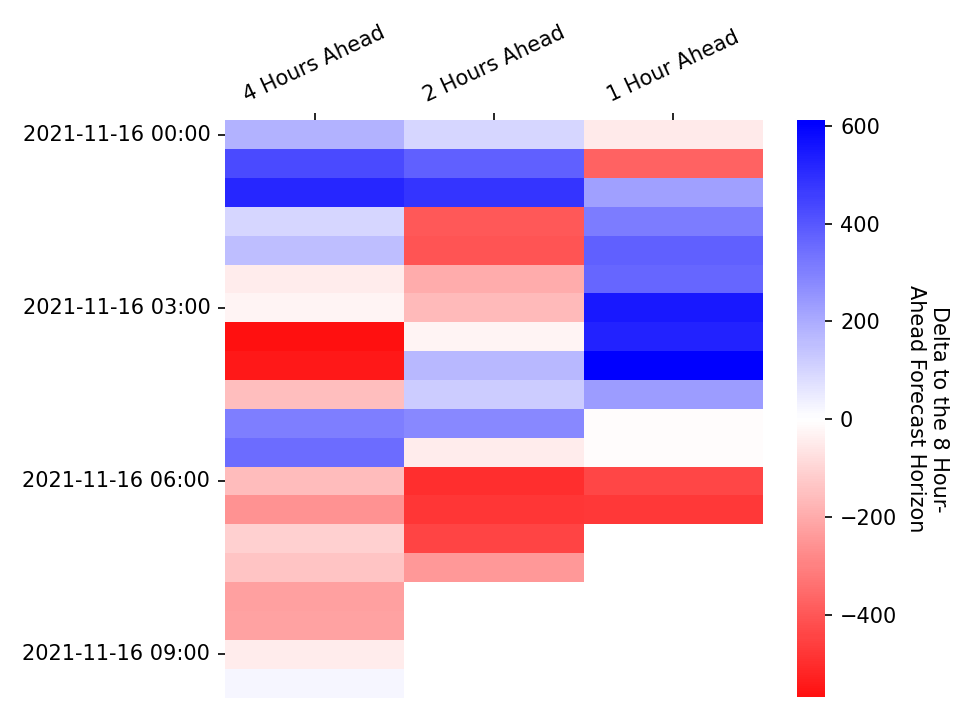 4 Hours Ahead
2 Hours Ahead
1 Hour Ahead
2021-11-16 00:00
2021-11-16 03:00
2021-11-16 06:00
2021-11-16 09:00
600
400
200
0
−200
−400
Delta to the 8 Hour-
Ahead Forecast Horizon